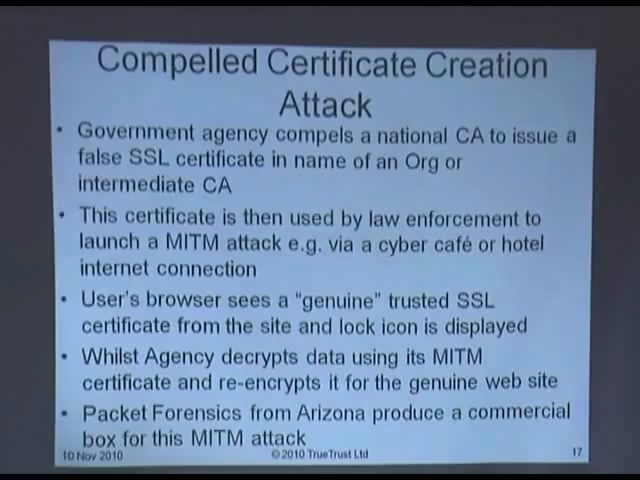 Compelled Certificate Creation
Attack
• Government agency compels a national CA to issue a
false SSL certificate in name of an Org or
intermediate CA
• This certificate is then used by law enforcement to
launch a MITM attack e.g. via a cyber café or hotel
internet connection
• User's browser sees a "genuine" trusted SSL
certificate from the site and lock icon is displayed
• Whilst Agency decrypts data using its MITM
certificate and re-encrypts it for the genuine web site
• Packet Forensics from Arizona produce a commercial
box for this MITM attack
10 Nov 2010 © 2010 TrueTrust Ltd 17